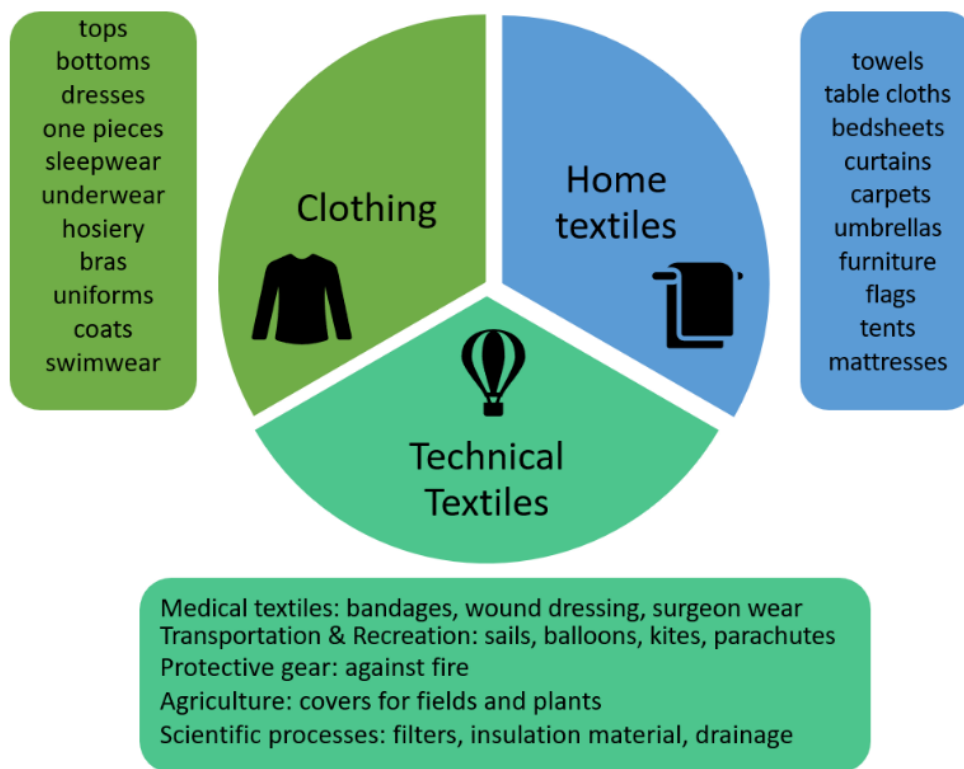 tops
bottoms
dresses
one pieces
sleepwear
underwear
hosiery
bras
uniforms
coats
swimwear
Clothing
Home
textiles
towels
table cloths
bedsheets
curtains
carpets
umbrellas
furniture
flags
tents
mattresses
Technical
Textiles
Medical textiles: bandages, wound dressing, surgeon wear
Transportation & Recreation: sails, balloons, kites, parachutes
Protective gear: against fire
Agriculture: covers for fields and plants
Scientific processes: filters, insulation material, drainage